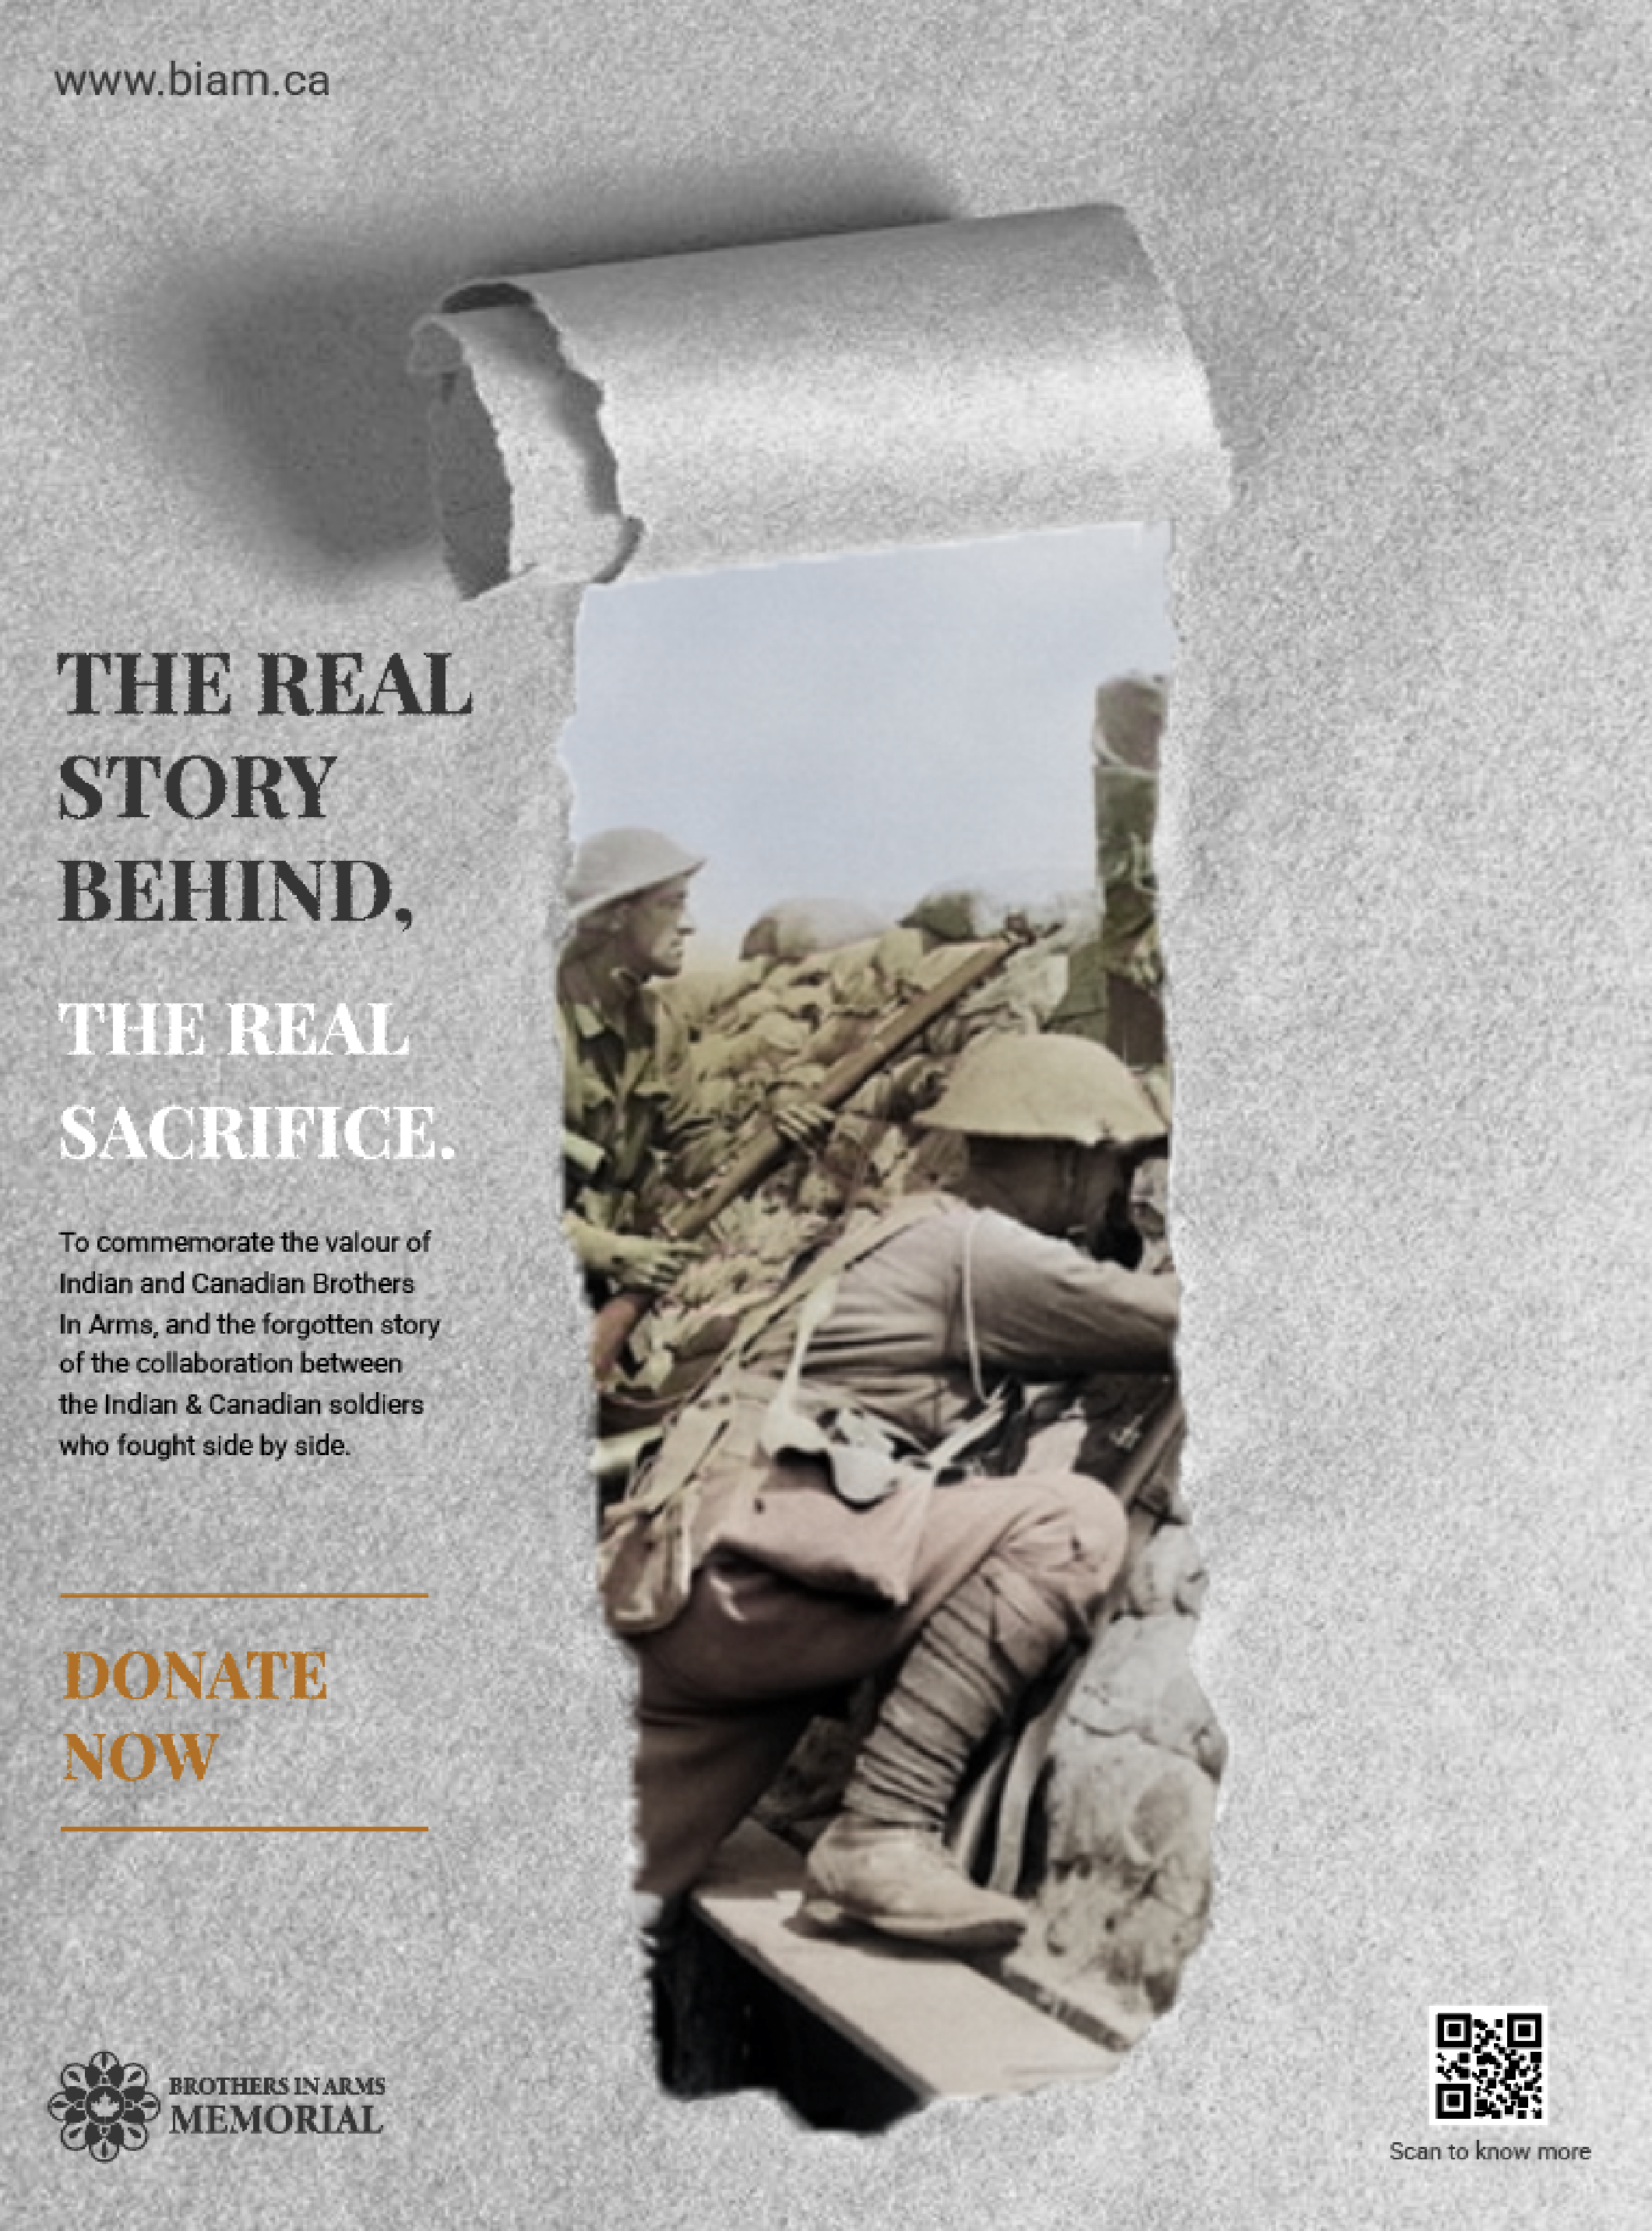 www.biam.ca
THE REAL
STORY
BEHIND,
THE REAL
SACRIFICE.
To commemorate the valour of
Indian and Canadian Brothers
In Arms, and the forgotten story
of the collaboration between
the Indian & Canadian soldiers
who fought side by side.
DONATE
NOW
BROTHERS IN ARMS
MEMORIAL
Scan to know more